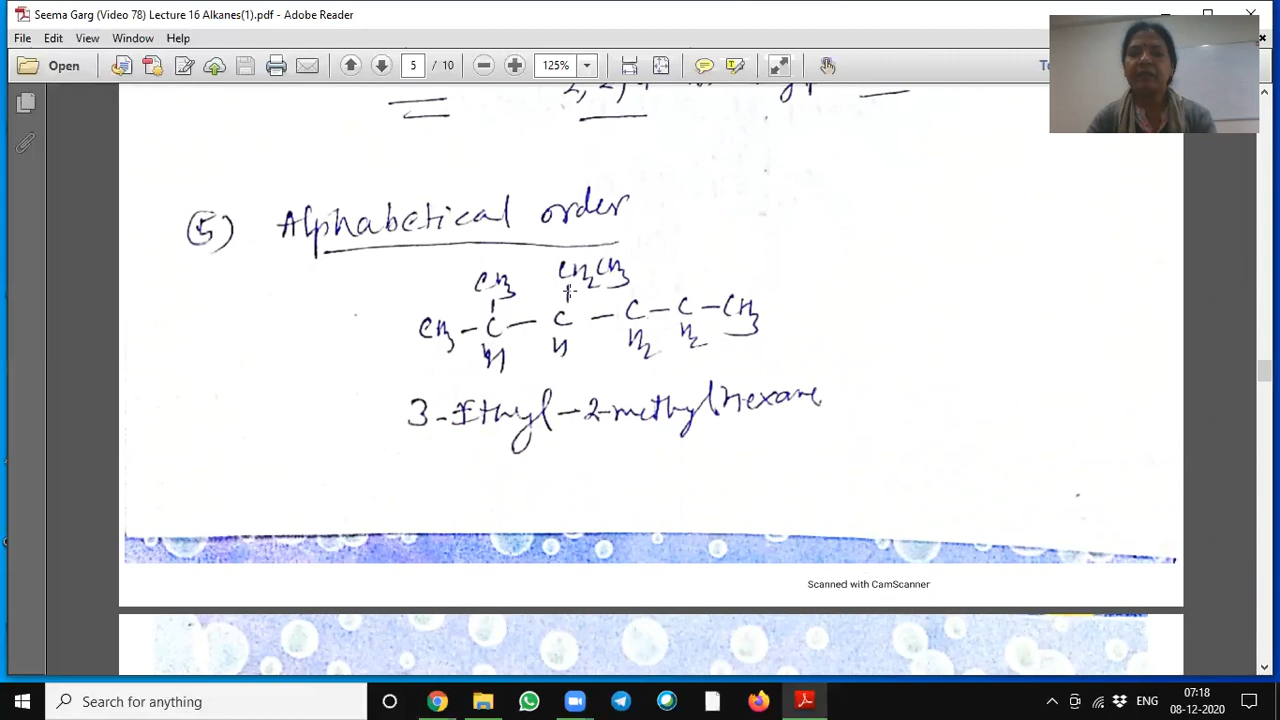 Seema Garg (Video 78) Lecture 16 Alkanes(1).pdf - Adobe Reader
File Edit View Window Help
Open 5 / 10 125%
2, 2,
(5) Alphabetical order
CH3 CH2CH3
CH3 - C - C - C - C - CH3
H H H2 H2
3-Ethyl-2-methylHexane
Scanned with CamScanner
Search for anything
ENG
07:18
08-12-2020